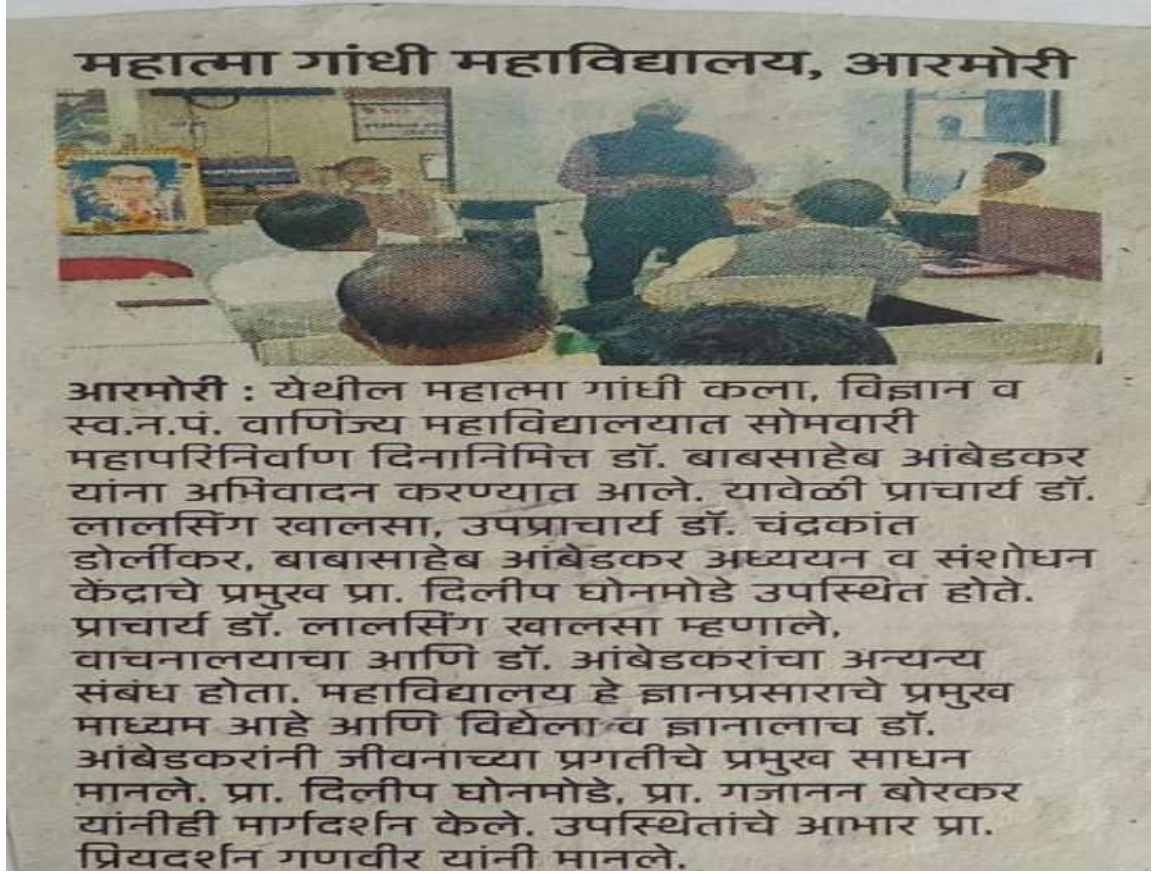 महात्मा गांधी महाविद्यालय, आरमोरी
आरमोरी : येथील महात्मा गांधी कला, विज्ञान व
स्व.न.पं. वाणिज्य महाविद्यालयात सोमवारी
महापरिनिर्वाण दिनानिमित्त डॉ. बाबसाहेब आंबेडकर
यांना अभिवादन करण्यात आले. यावेळी प्राचार्य डॉ.
लालसिंग खालसा, उपप्राचार्य डॉ. चंद्रकांत
डोर्लीकर, बाबासाहेब आंबेडकर अध्ययन व संशोधन
केंद्राचे प्रमुख प्रा. दिलीप घोनमोडे उपस्थित होते.
प्राचार्य डॉ. लालसिंग खालसा म्हणाले,
वाचनालयाचा आणि डॉ. आंबेडकरांचा अन्यन्य
संबंध होता. महाविद्यालय हे ज्ञानप्रसाराचे प्रमुख
माध्यम आहे आणि विद्येला व ज्ञानालाच डॉ.
आंबेडकरांनी जीवनाच्या प्रगतीचे प्रमुख साधन
मानले. प्रा. दिलीप घोनमोडे, प्रा. गजानन बोरकर
यांनीही मार्गदर्शन केले. उपस्थितांचे आभार प्रा.
प्रियदर्शन गणवीर यांनी मानले.